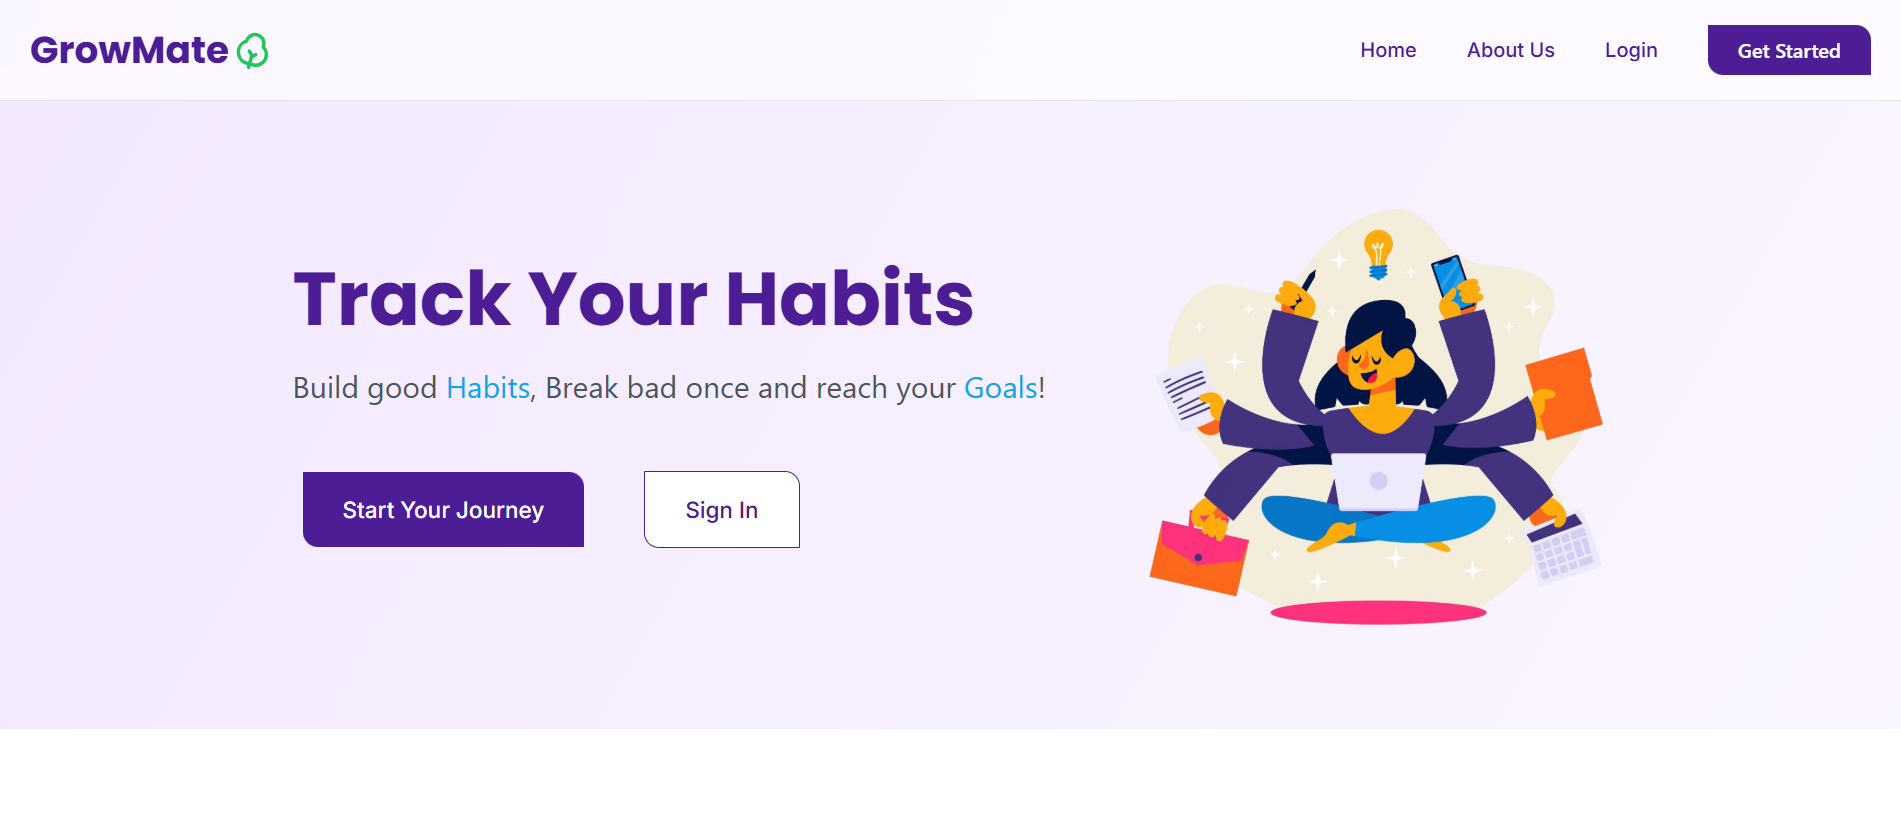 GrowMate
Home
About Us
Login
Get Started
Track Your Habits
Build good Habits, Break bad once and reach your Goals!
Start Your Journey
Sign In